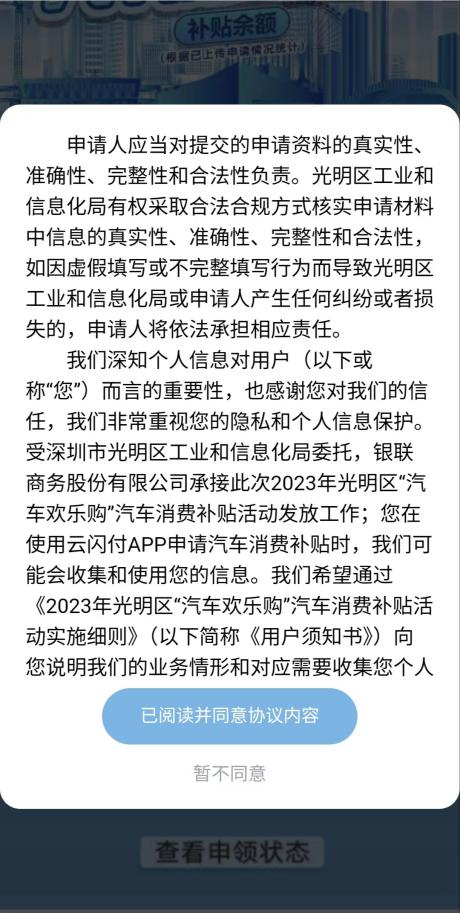 补贴余额
(根据已上传申请情况统计)
申请人应当对提交的申请资料的真实性、
准确性、完整性和合法性负责。光明区工业和
信息化局有权采取合法合规方式核实申请材料
中信息的真实性、准确性、完整性和合法性，
如因虚假填写或不完整填写行为而导致光明区
工业和信息化局或申请人产生任何纠纷或者损
失的，申请人将依法承担相应责任。
我们深知个人信息对用户（以下或
称“您”）而言的重要性，也感谢您对我们的信
任，我们非常重视您的隐私和个人信息保护。
受深圳市光明区工业和信息化局委托，银联
商务股份有限公司承接此次2023年光明区“汽
车欢乐购”汽车消费补贴活动发放工作；您在
使用云闪付APP申请汽车消费补贴时，我们可
能会收集和使用您的信息。我们希望通过
《2023年光明区“汽车欢乐购”汽车消费补贴活
动实施细则》（以下简称《用户须知书》）向
您说明我们的业务情形和对应需要收集您个人
已阅读并同意协议内容
暂不同意
查看申领状态